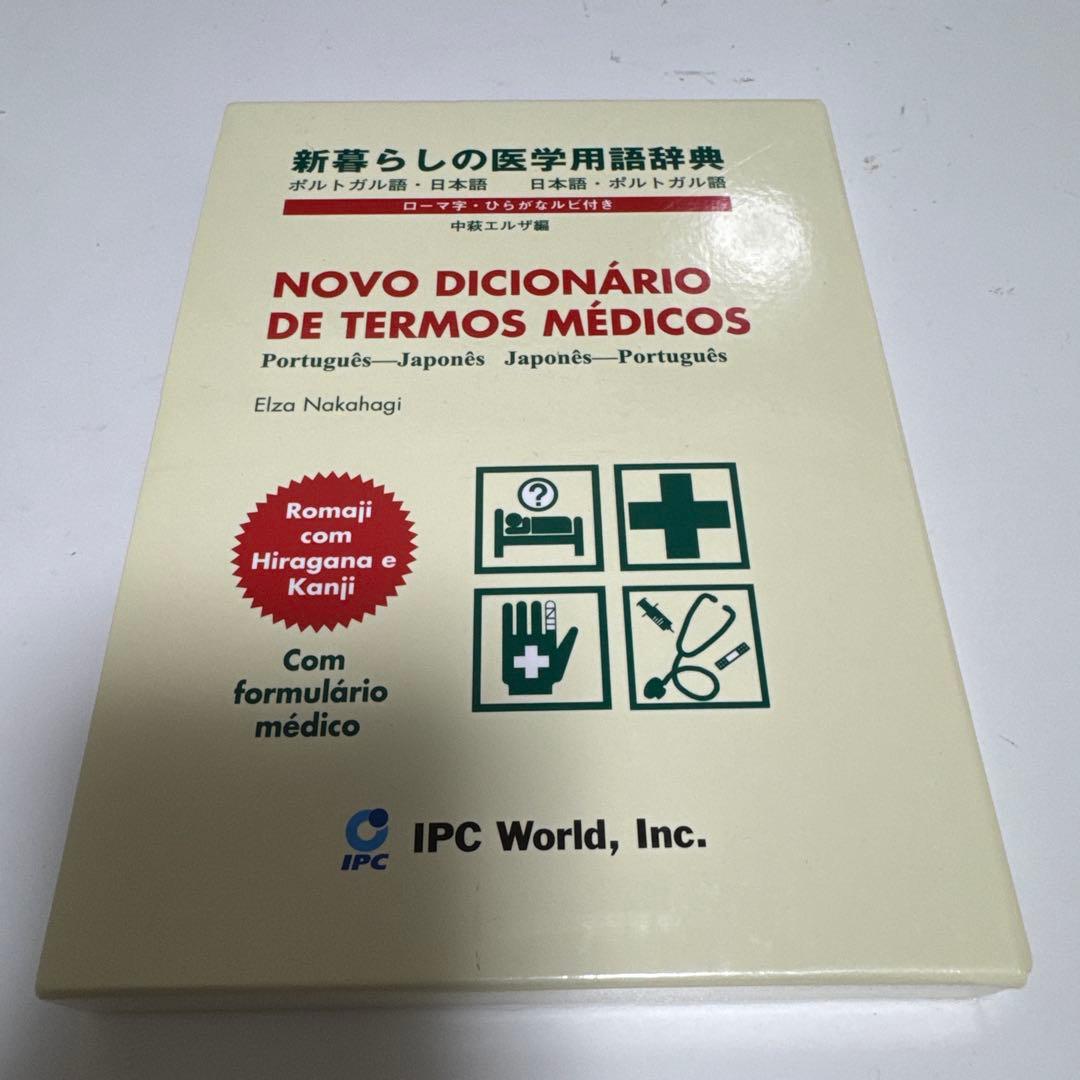 新暮らしの医学用語辞典
ポルトガル語・日本語　　日本語・ポルトガル語
ローマ字・ひらがなルビ付き
中萩エルザ編
NOVO DICIONÁRIO
DE TERMOS MÉDICOS
Português—Japonês Japonês—Português
Elza Nakahagi
Romaji
com
Hiragana e
Kanji
?
Com
formulário
médico
IPC
IPC World, Inc.